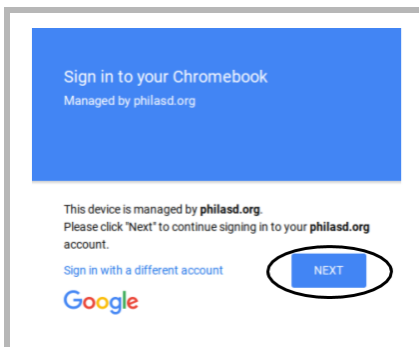 Sign in to your Chromebook
Managed by philasd.org
This device is managed by philasd.org.
Please click "Next" to continue signing in to your philasd.org
account.
Sign in with a different account
NEXT
Google